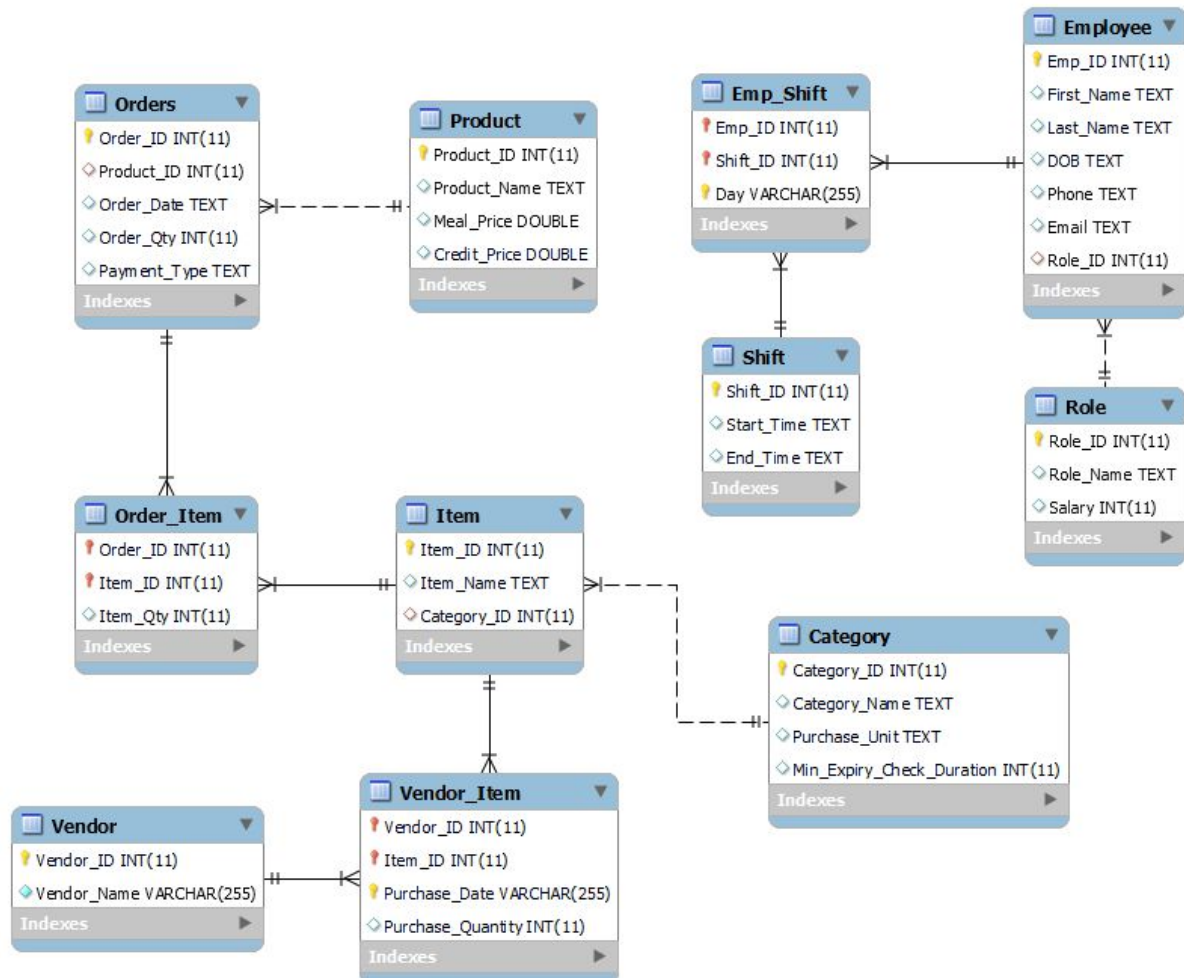 Orders
Order_ID INT(11)
Product_ID INT(11)
Order_Date TEXT
Order_Qty INT(11)
Payment_Type TEXT
Indexes
Product
Product_ID INT(11)
Product_Name TEXT
Meal_Price DOUBLE
Credit_Price DOUBLE
Indexes
Emp_Shift
Emp_ID INT(11)
Shift_ID INT(11)
Day VARCHAR(255)
Indexes
Employee
Emp_ID INT(11)
First_Name TEXT
Last_Name TEXT
DOB TEXT
Phone TEXT
Email TEXT
Role_ID INT(11)
Indexes
Shift
Shift_ID INT(11)
Start_Time TEXT
End_Time TEXT
Indexes
Role
Role_ID INT(11)
Role_Name TEXT
Salary INT(11)
Indexes
Order_Item
Order_ID INT(11)
Item_ID INT(11)
Item_Qty INT(11)
Indexes
Item
Item_ID INT(11)
Item_Name TEXT
Category_ID INT(11)
Indexes
Category
Category_ID INT(11)
Category_Name TEXT
Purchase_Unit TEXT
Min_Expiry_Check_Duration INT(11)
Indexes
Vendor
Vendor_ID INT(11)
Vendor_Name VARCHAR(255)
Indexes
Vendor_Item
Vendor_ID INT(11)
Item_ID INT(11)
Purchase_Date VARCHAR(255)
Purchase_Quantity INT(11)
Indexes